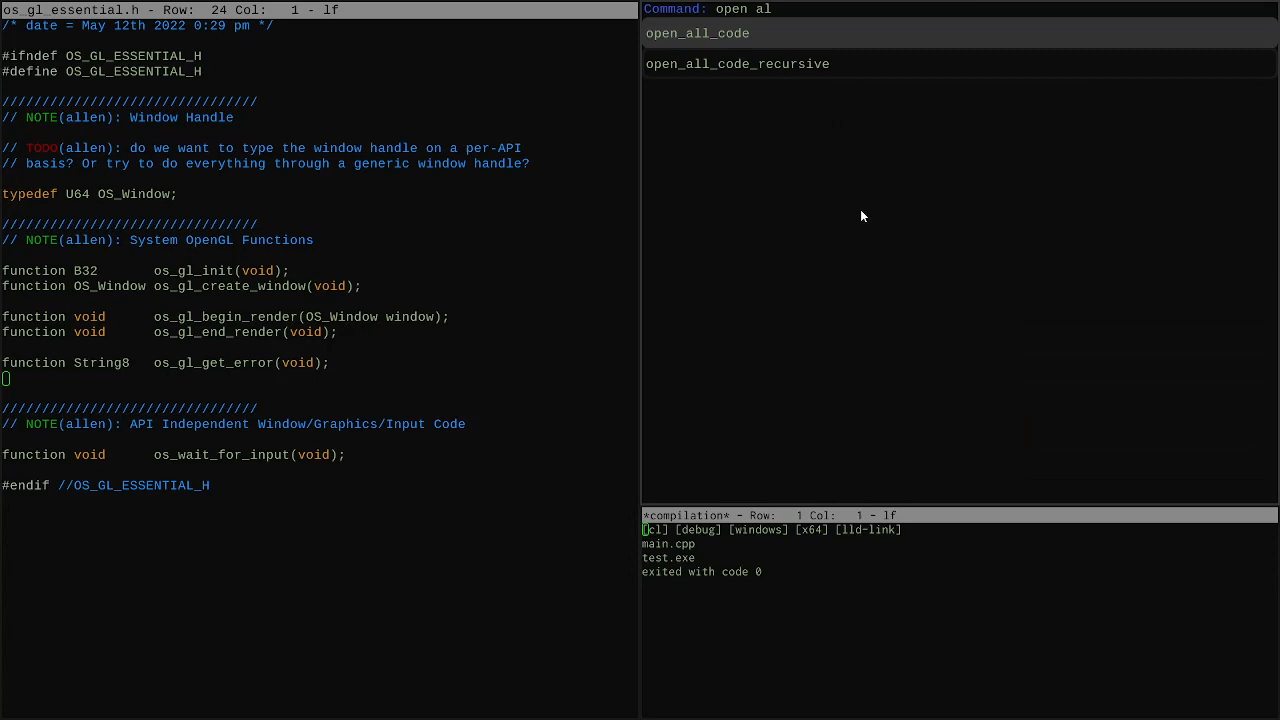 os_gl_essential.h - Row:  24 Col:   1 - lf
/* date = May 12th 2022 0:29 pm */
#ifndef OS_GL_ESSENTIAL_H
#define OS_GL_ESSENTIAL_H
////////////////////////////////
// NOTE(allen): Window Handle
// TODO(allen): do we want to type the window handle on a per-API
// basis? Or try to do everything through a generic window handle?
typedef U64 OS_Window;
////////////////////////////////
// NOTE(allen): System OpenGL Functions
function B32       os_gl_init(void);
function OS_Window os_gl_create_window(void);
function void      os_gl_begin_render(OS_Window window);
function void      os_gl_end_render(void);
function String8   os_gl_get_error(void);
////////////////////////////////
// NOTE(allen): API Independent Window/Graphics/Input Code
function void      os_wait_for_input(void);
#endif //OS_GL_ESSENTIAL_H
Command: open al
open_all_code
open_all_code_recursive
*compilation* - Row:   1 Col:   1 - lf
[cl] [debug] [windows] [x64] [lld-link]
main.cpp
test.exe
exited with code 0